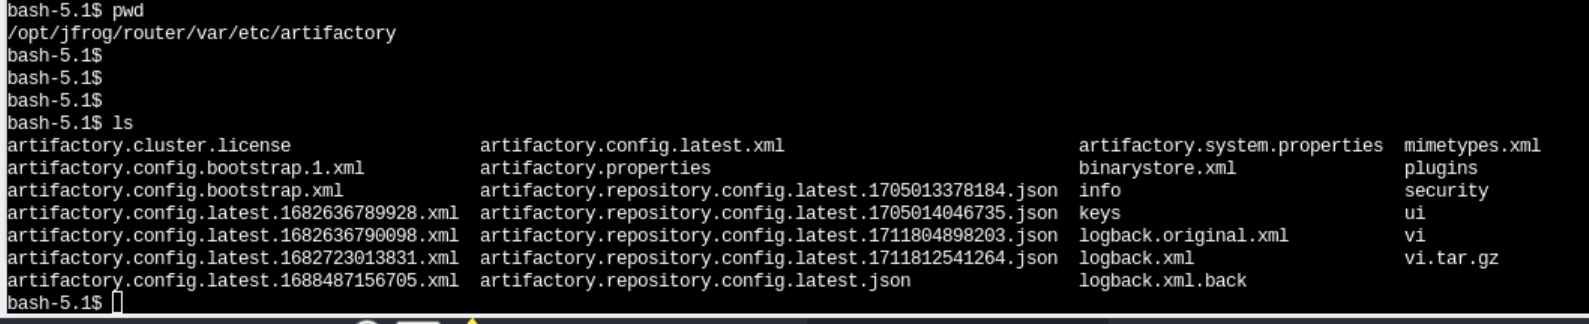 bash-5.1$ pwd
/opt/jfrog/router/var/etc/artifactory
bash-5.1$
bash-5.1$
bash-5.1$
bash-5.1$ ls
artifactory.cluster.license artifactory.config.latest.xml artifactory.system.properties mimetypes.xml
artifactory.config.bootstrap.1.xml artifactory.properties binarystore.xml plugins
artifactory.config.bootstrap.xml artifactory.repository.config.latest.1705013378184.json info security
artifactory.config.latest.1682636789928.xml artifactory.repository.config.latest.1705014046735.json keys ui
artifactory.config.latest.1682636790098.xml artifactory.repository.config.latest.1711804898203.json logback.original.xml vi
artifactory.config.latest.1682723013831.xml artifactory.repository.config.latest.1711812541264.json logback.xml vi.tar.gz
artifactory.config.latest.1688487156705.xml artifactory.repository.config.latest.json logback.xml.back
bash-5.1$